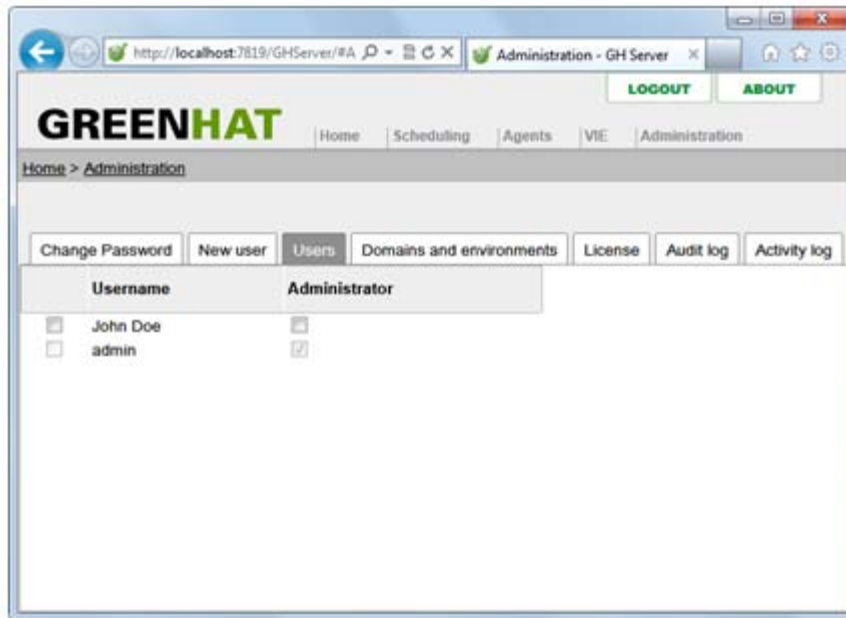 http://localhost:7819/GHServer/#A
Administration - GH Server
LOGOUT ABOUT
GREENHAT
Home Scheduling Agents VIE Administration
Home > Administration
Change Password New user Users Domains and environments License Audit log Activity log
Username Administrator
John Doe
admin